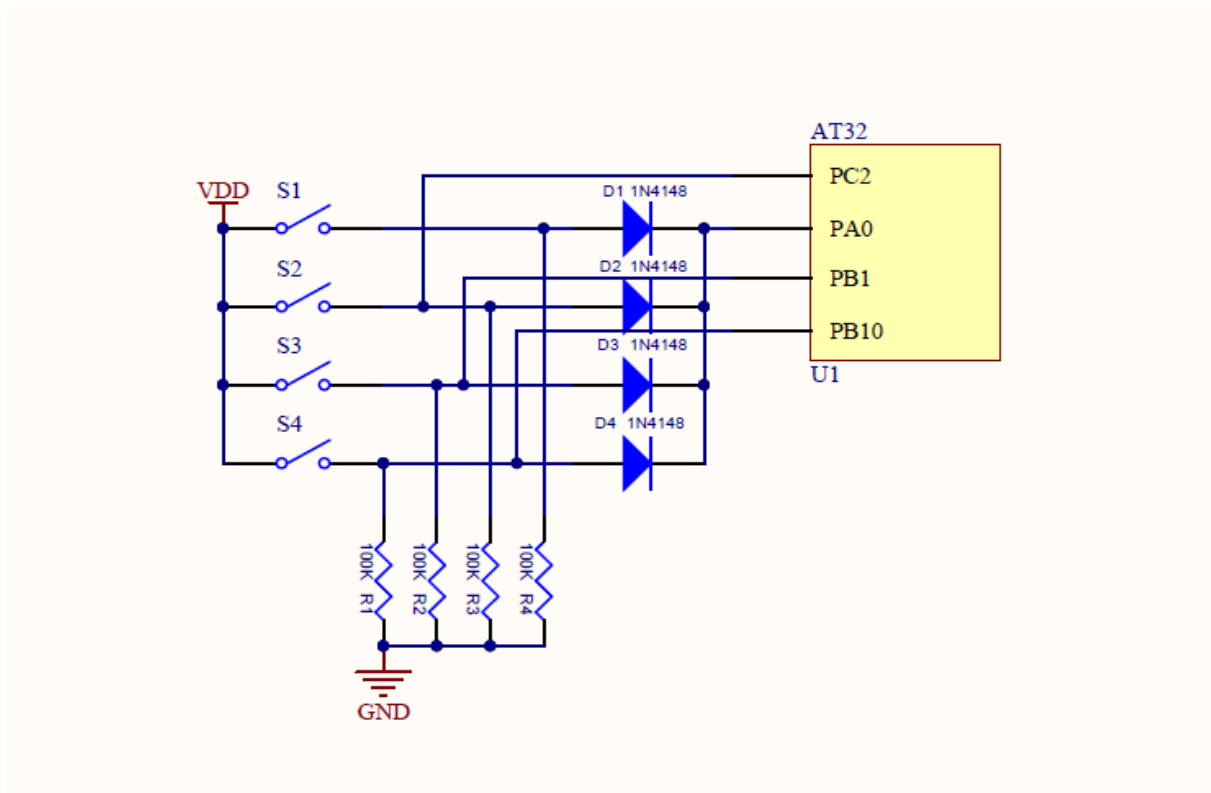 AT32
PC2
VDD
S1
D1 1N4148
PA0
S2
D2 1N4148
PB1
PB10
S3
D3 1N4148
U1
S4
D4 1N4148
100K R1
100K R2
100K R3
100K R4
GND